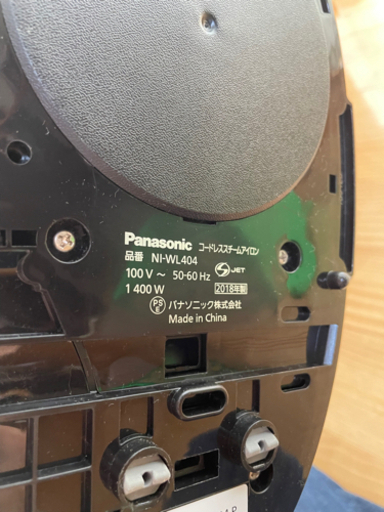 Panasonic コードレススチームアイロン
品番 NI-WL404
100 V ～ 50-60 Hz S JET
1 400 W 2018年製
PS E パナソニック株式会社
Made in China